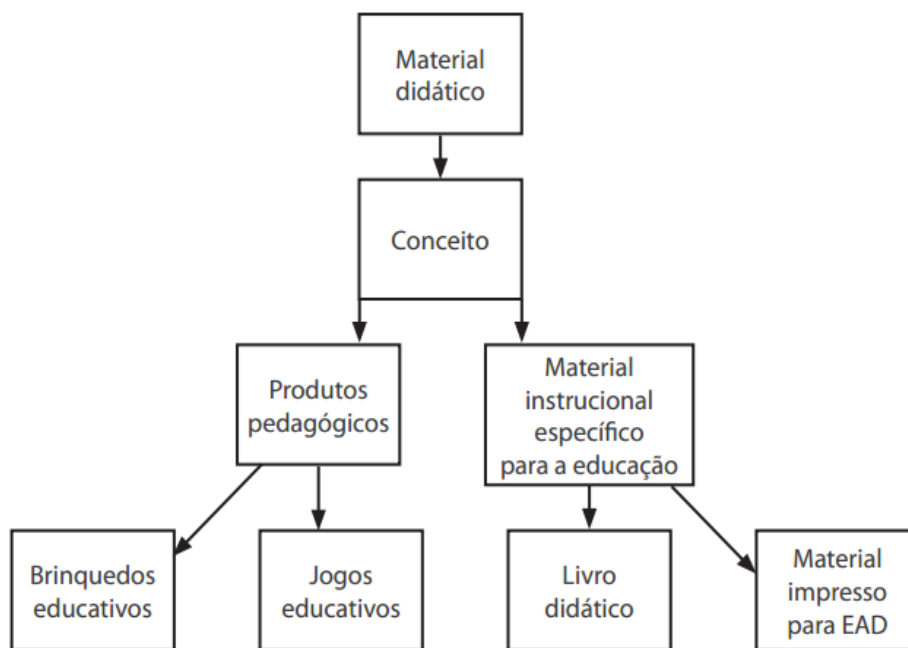 Material
didático
Conceito
Produtos
pedagógicos
Material
instrucional
específico
para a educação
Brinquedos
educativos
Jogos
educativos
Livro
didático
Material
impresso
para EAD